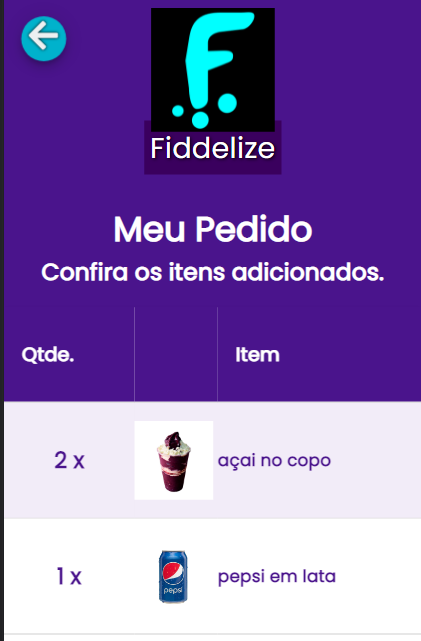 Fiddelize
Meu Pedido
Confira os itens adicionados.
Qtde. Item
2 x açai no copo
pepsi
1 x pepsi em lata